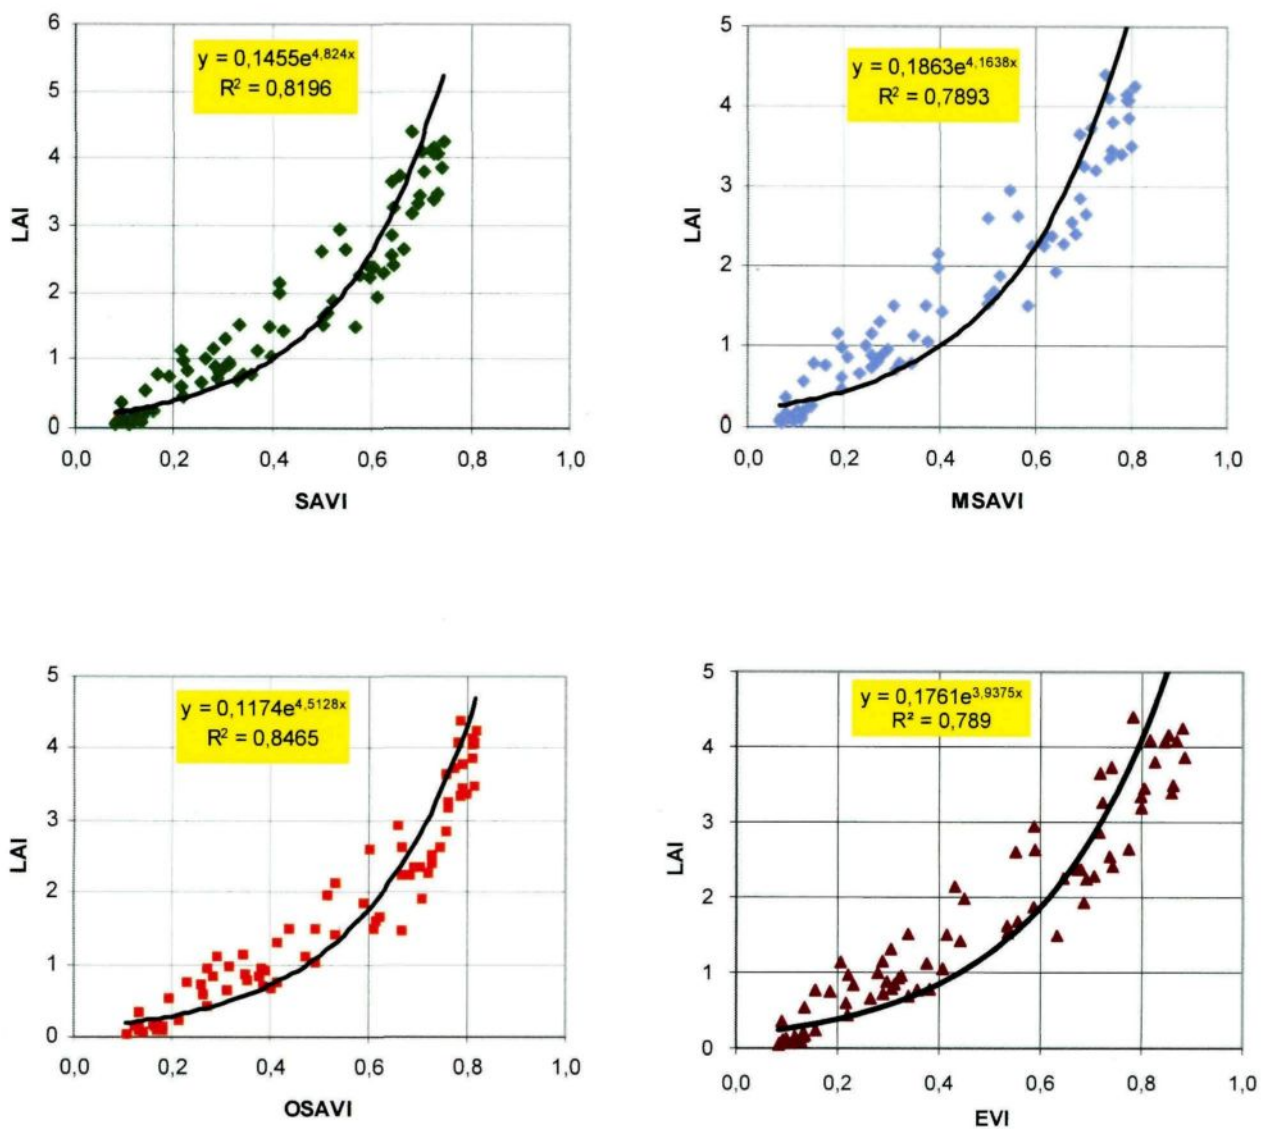 6
5
4
3
2
1
0
LAI
y = 0,1455e^4,824x
R² = 0,8196
0,0 0,2 0,4 0,6 0,8 1,0
SAVI
5
4
3
2
1
0
LAI
y = 0,1863e^4,1638x
R² = 0,7893
0,0 0,2 0,4 0,6 0,8 1,0
MSAVI
5
4
3
2
1
0
LAI
y = 0,1174e^4,5128x
R² = 0,8465
0,0 0,2 0,4 0,6 0,8 1,0
OSAVI
5
4
3
2
1
0
LAI
y = 0,1761e^3,9375x
R² = 0,789
0,0 0,2 0,4 0,6 0,8 1,0
EVI